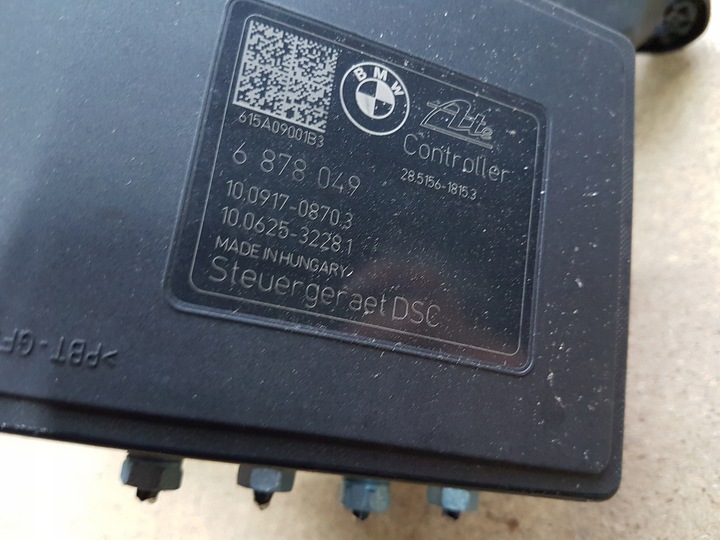 BMW
Ate
615A09001B3
Controller
6 878 049
28.5156-1815.3
10.0917-0870.3
10.0625-3228.1
MADE IN HUNGARY
Steuergeraet DSC
>PBT-GF